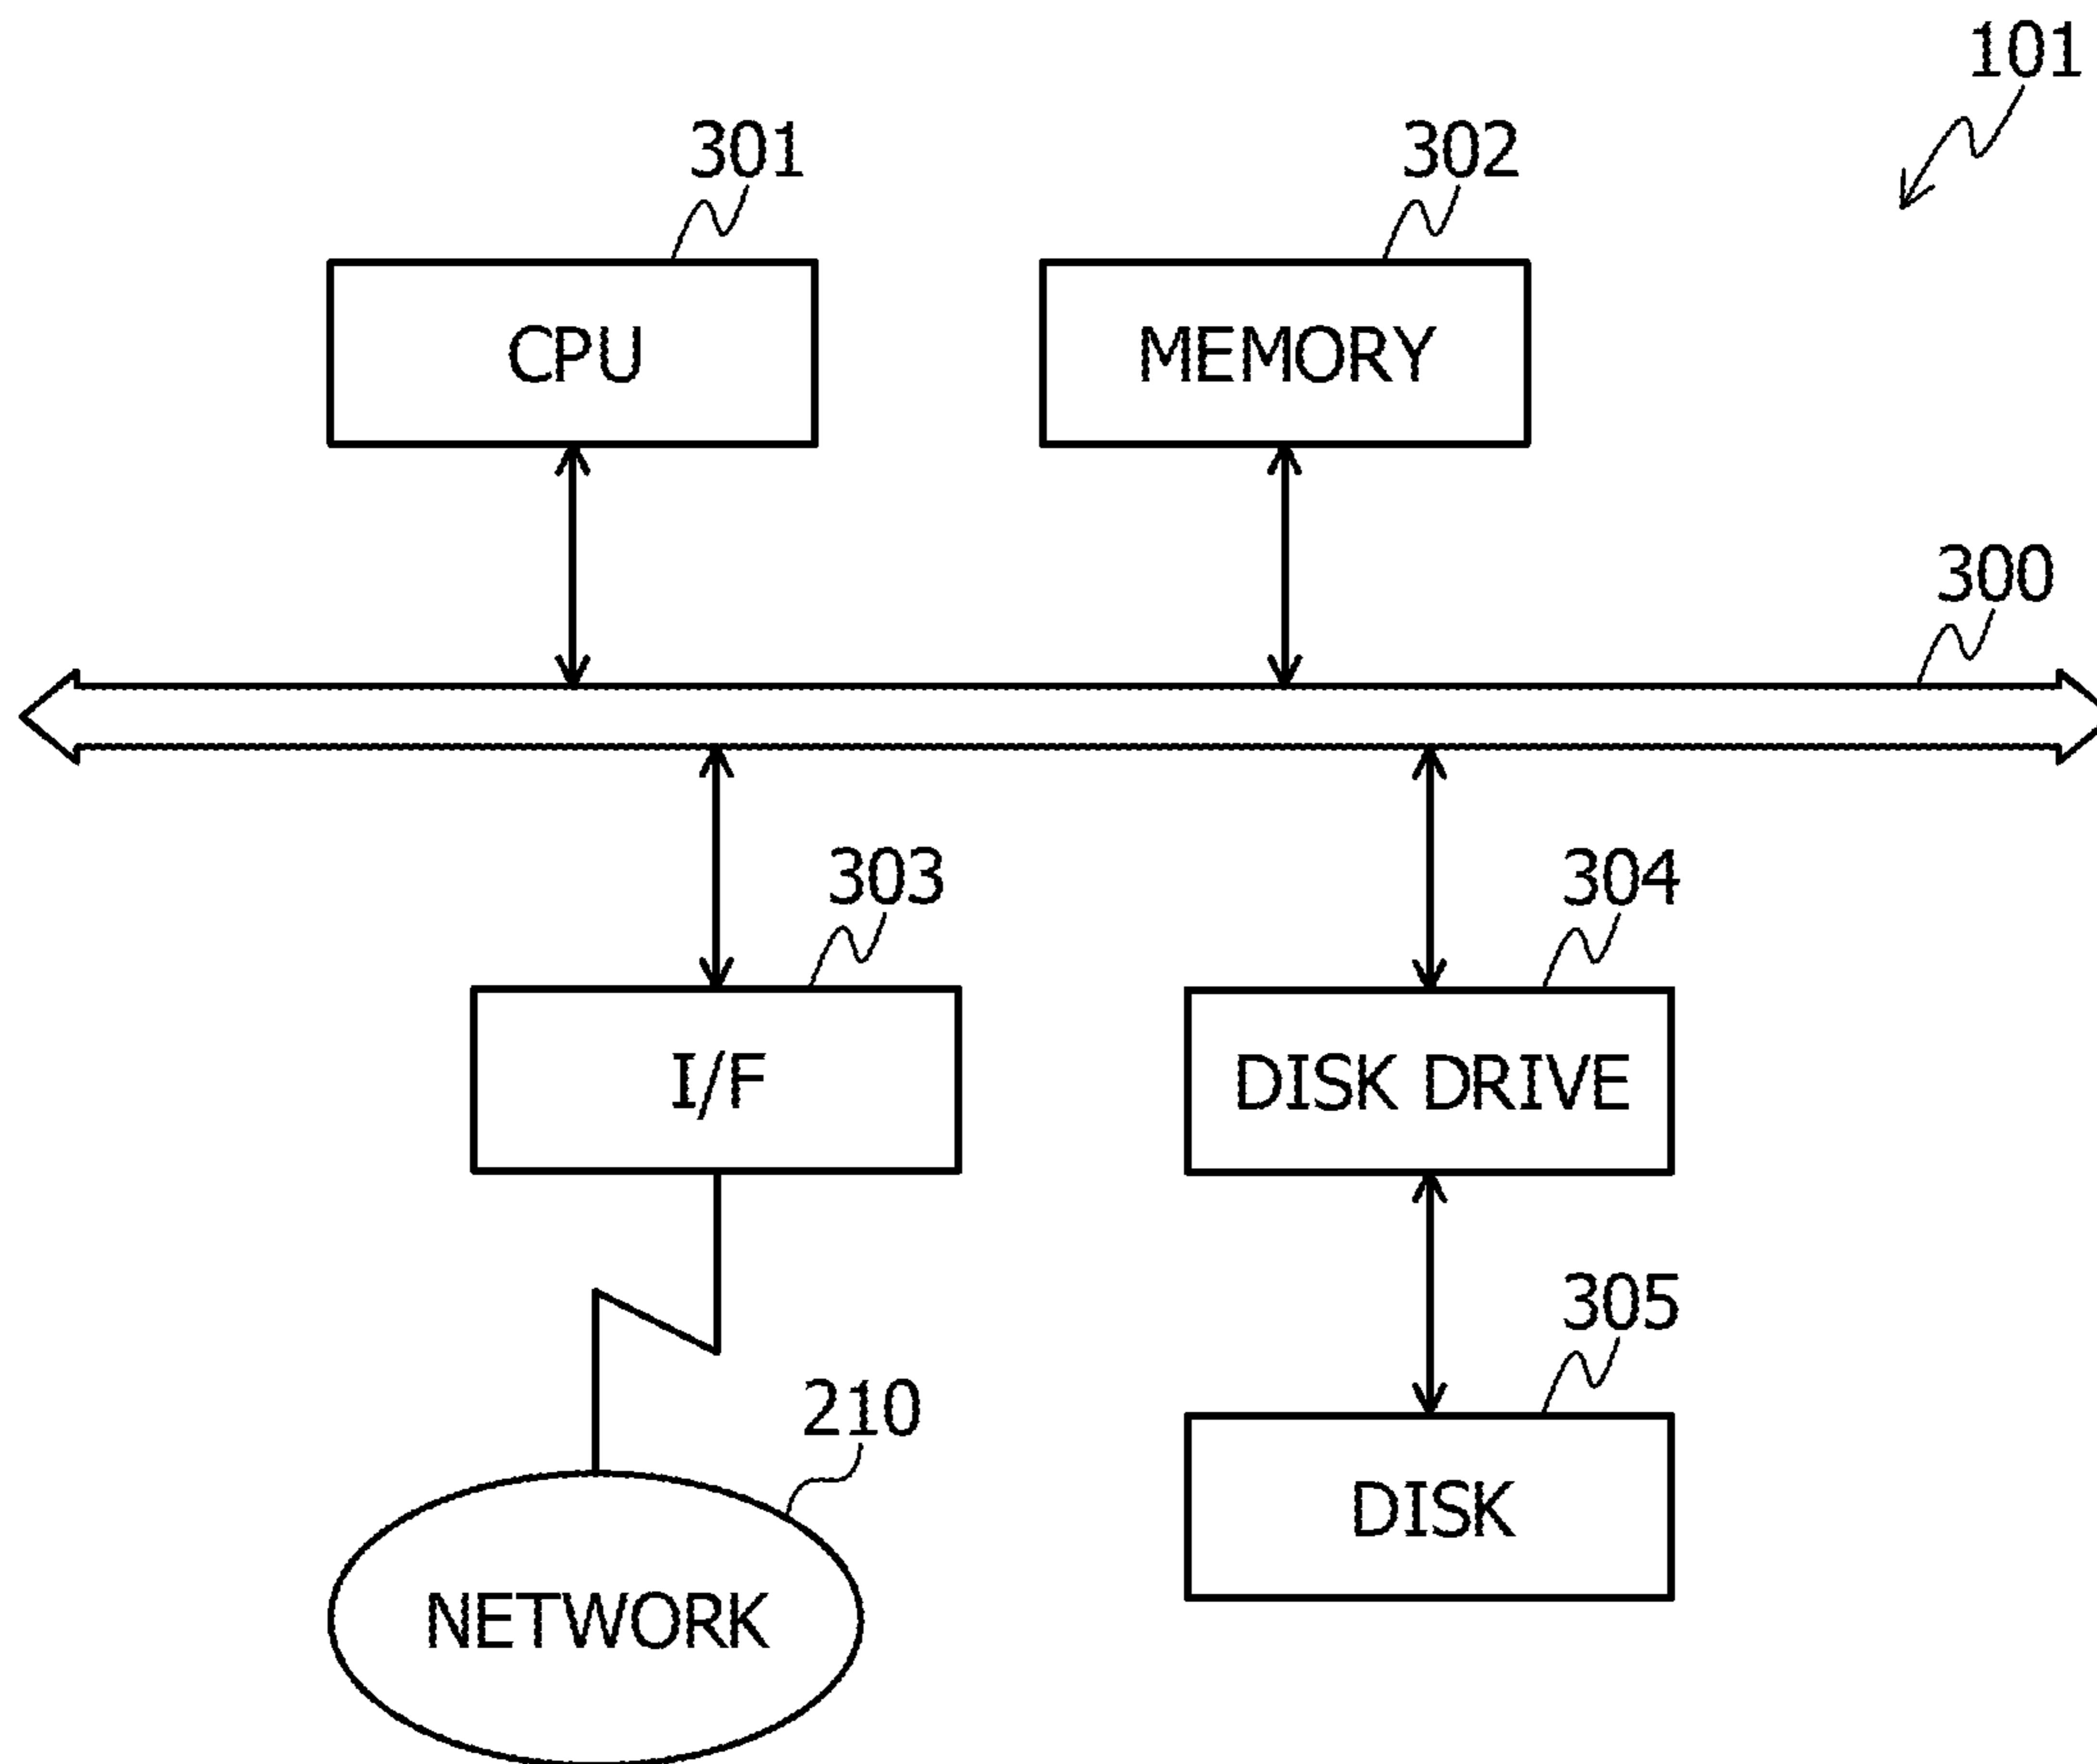 101
301
302
CPU
MEMORY
300
303
304
I/F
DISK DRIVE
305
210
DISK
NETWORK